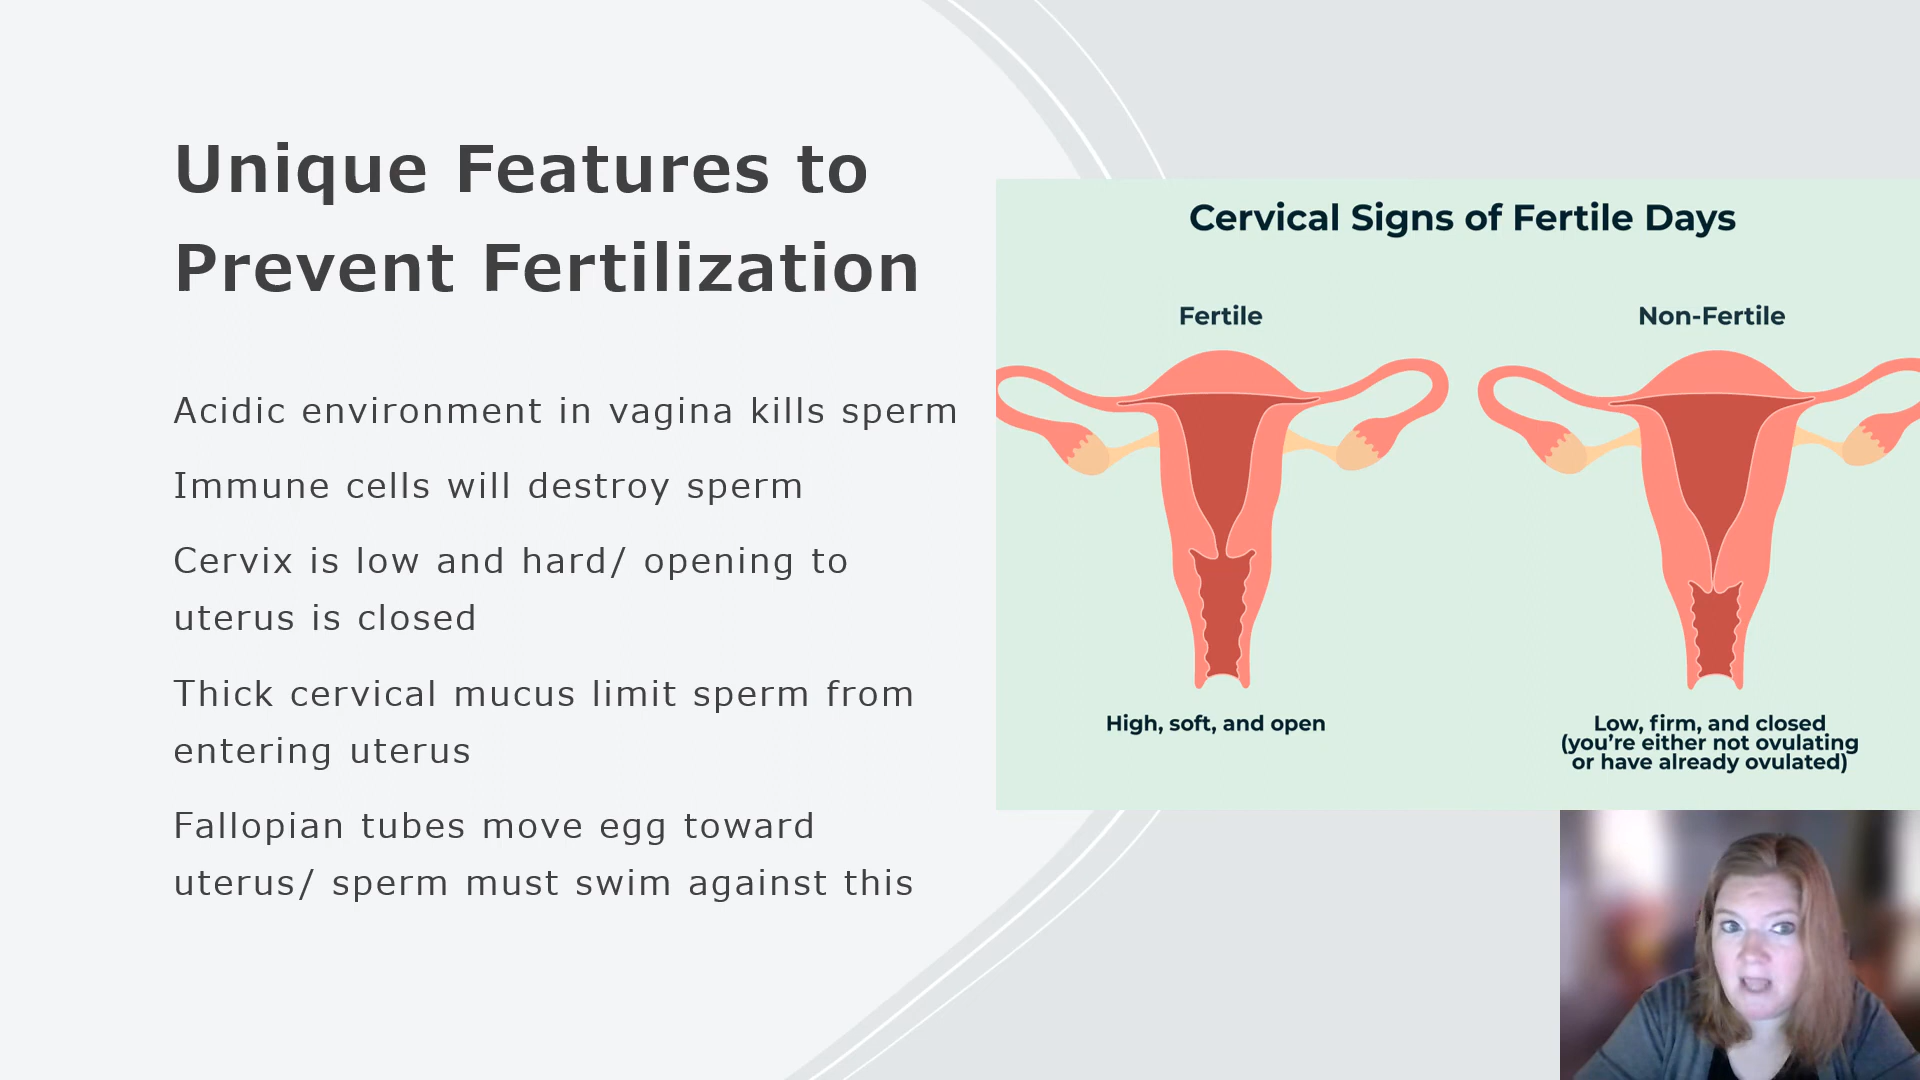 Unique Features to
Prevent Fertilization
Acidic environment in vagina kills sperm
Immune cells will destroy sperm
Cervix is low and hard/ opening to
uterus is closed
Thick cervical mucus limit sperm from
entering uterus
Fallopian tubes move egg toward
uterus/ sperm must swim against this
Cervical Signs of Fertile Days
Fertile
Non-Fertile
High, soft, and open
Low, firm, and closed
(you’re either not ovulating
or have already ovulated)